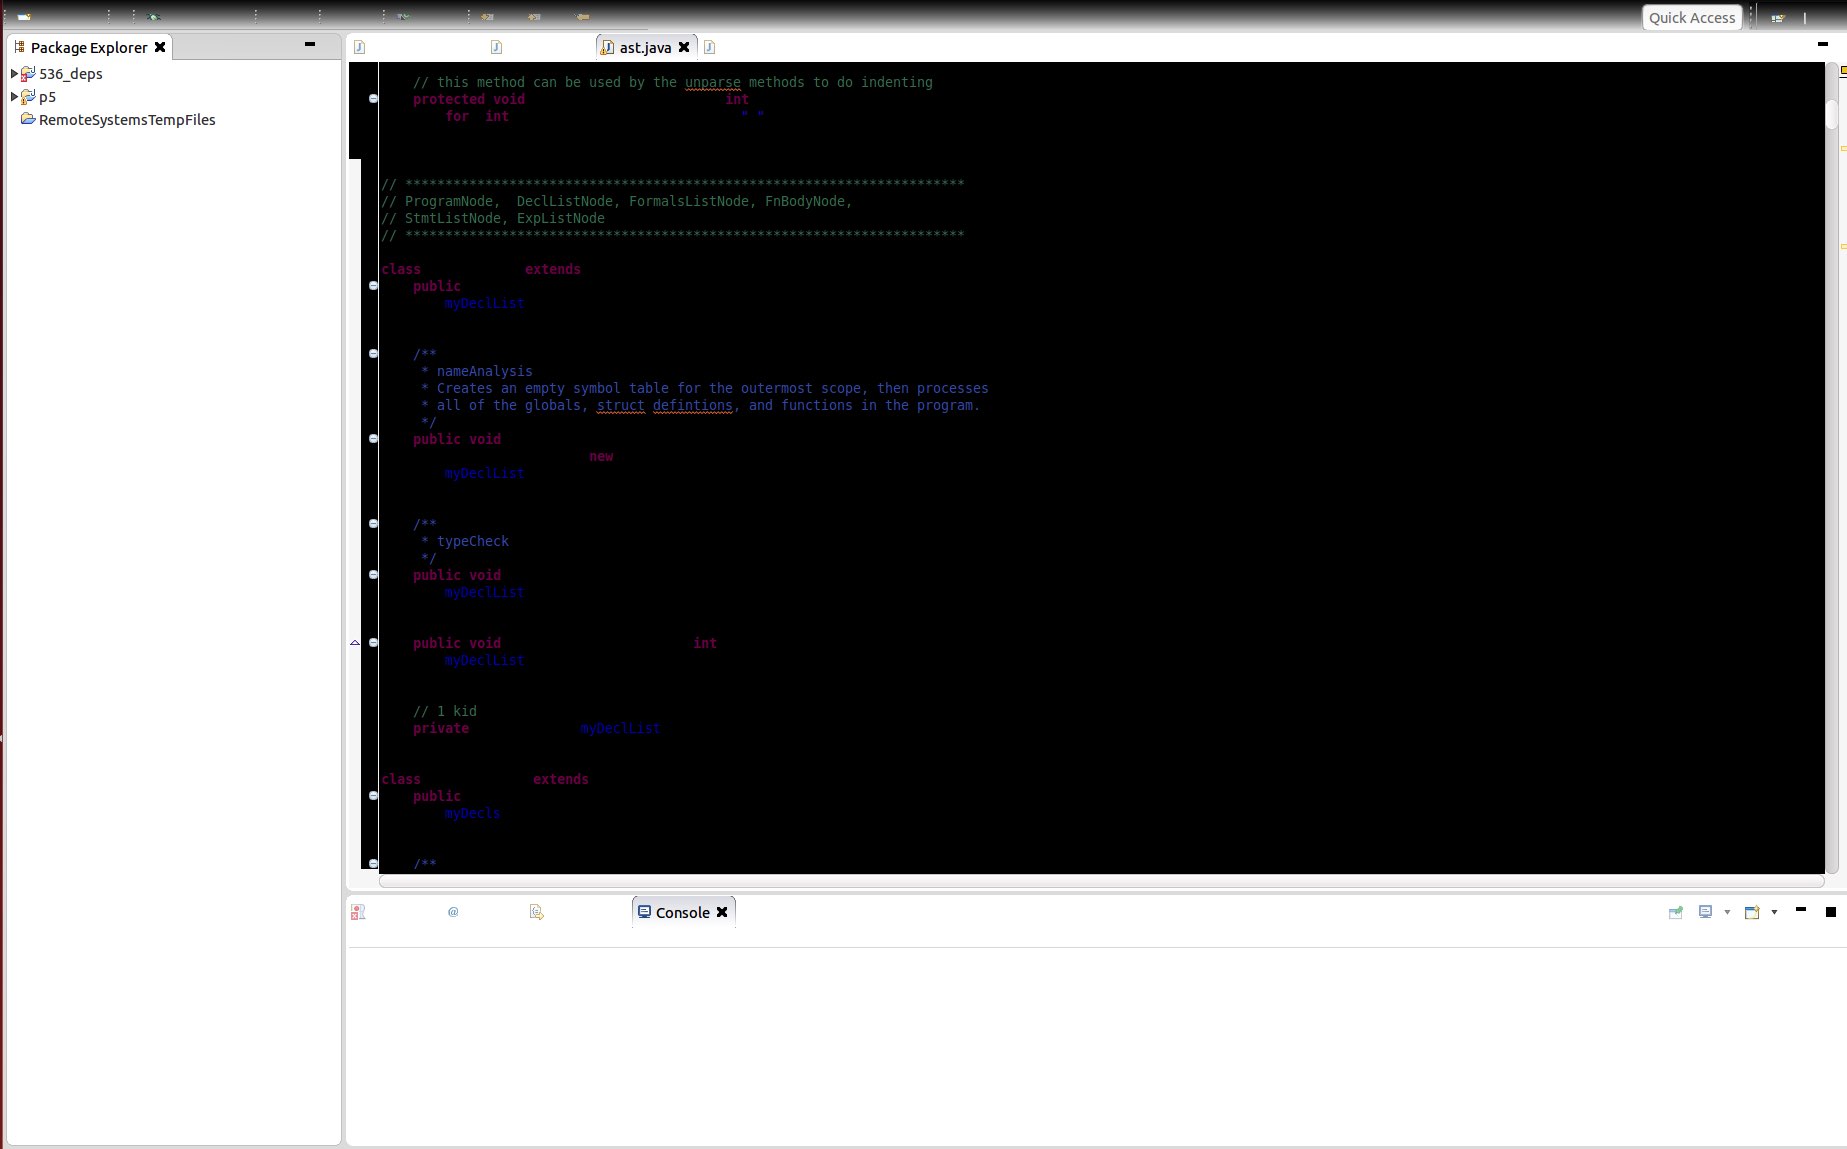 Quick Access
Package Explorer
ast.java
536_deps
p5
RemoteSystemsTempFiles
// this method can be used by the unparse methods to do indenting
protected void int
for int " "
// **********************************************************************
// ProgramNode,  DeclListNode, FormalsListNode, FnBodyNode,
// StmtListNode, ExpListNode
// **********************************************************************
class extends
public
myDeclList
/**
* nameAnalysis
* Creates an empty symbol table for the outermost scope, then processes
* all of the globals, struct defintions, and functions in the program.
*/
public void
new
myDeclList
/**
* typeCheck
*/
public void
myDeclList
public void int
myDeclList
// 1 kid
private myDeclList
class extends
public
myDecls
/**
Console